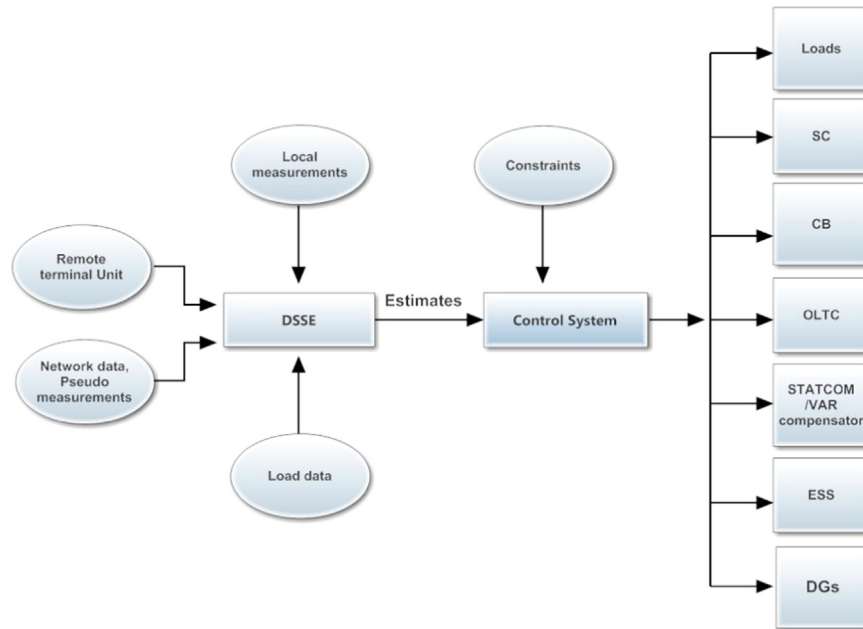 Loads
Local
measurements
Constraints
SC
CB
Remote
terminal Unit
Estimates
DSSE
Control System
OLTC
Network data,
Pseudo
measurements
STATCOM
/VAR
compensator
Load data
ESS
DGs